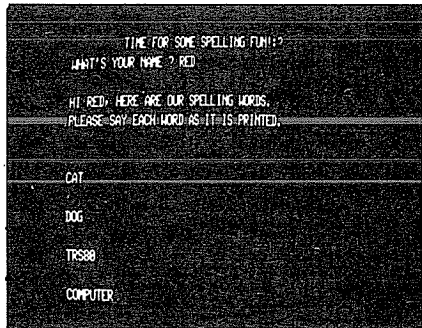 TIME FOR SOME SPELLING FUN!:?
WHAT'S YOUR NAME ? RED
HI RED, HERE ARE OUR SPELLING WORDS.
PLEASE SAY EACH WORD AS IT IS PRINTED.
CAT
DOG
TRS80
COMPUTER